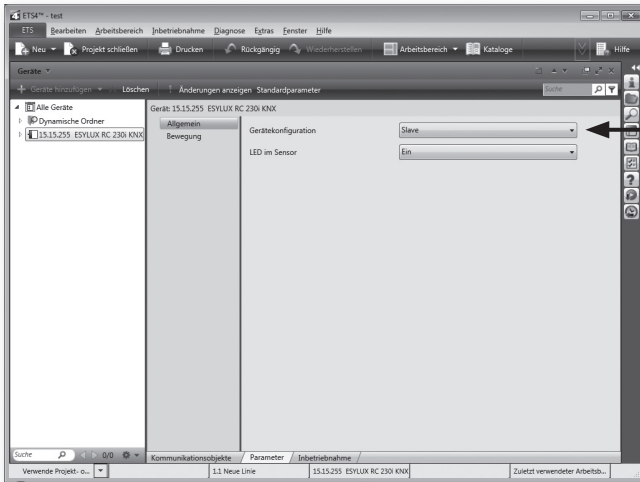 ETS4™ - test
ETS Bearbeiten Arbeitsbereich Inbetriebnahme Diagnose Extras Fenster Hilfe
Neu Projekt schließen Drucken Rückgängig Wiederherstellen Arbeitsbereich Kataloge Hilfe
Geräte
Geräte hinzufügen Löschen Änderungen anzeigen Standardparameter Suche
Alle Geräte
Dynamische Ordner
15.15.255 ESYLUX RC 230i KNX
Gerät: 15.15.255 ESYLUX RC 230i KNX
Allgemein
Bewegung
Gerätekonfiguration Slave
LED im Sensor Ein
Suche 0/0
Kommunikationsobjekte Parameter Inbetriebnahme
Verwende Projekt- o... 1.1 Neue Linie 15.15.255 ESYLUX RC 230i KNX Zuletzt verwendeter Arbeitsb...